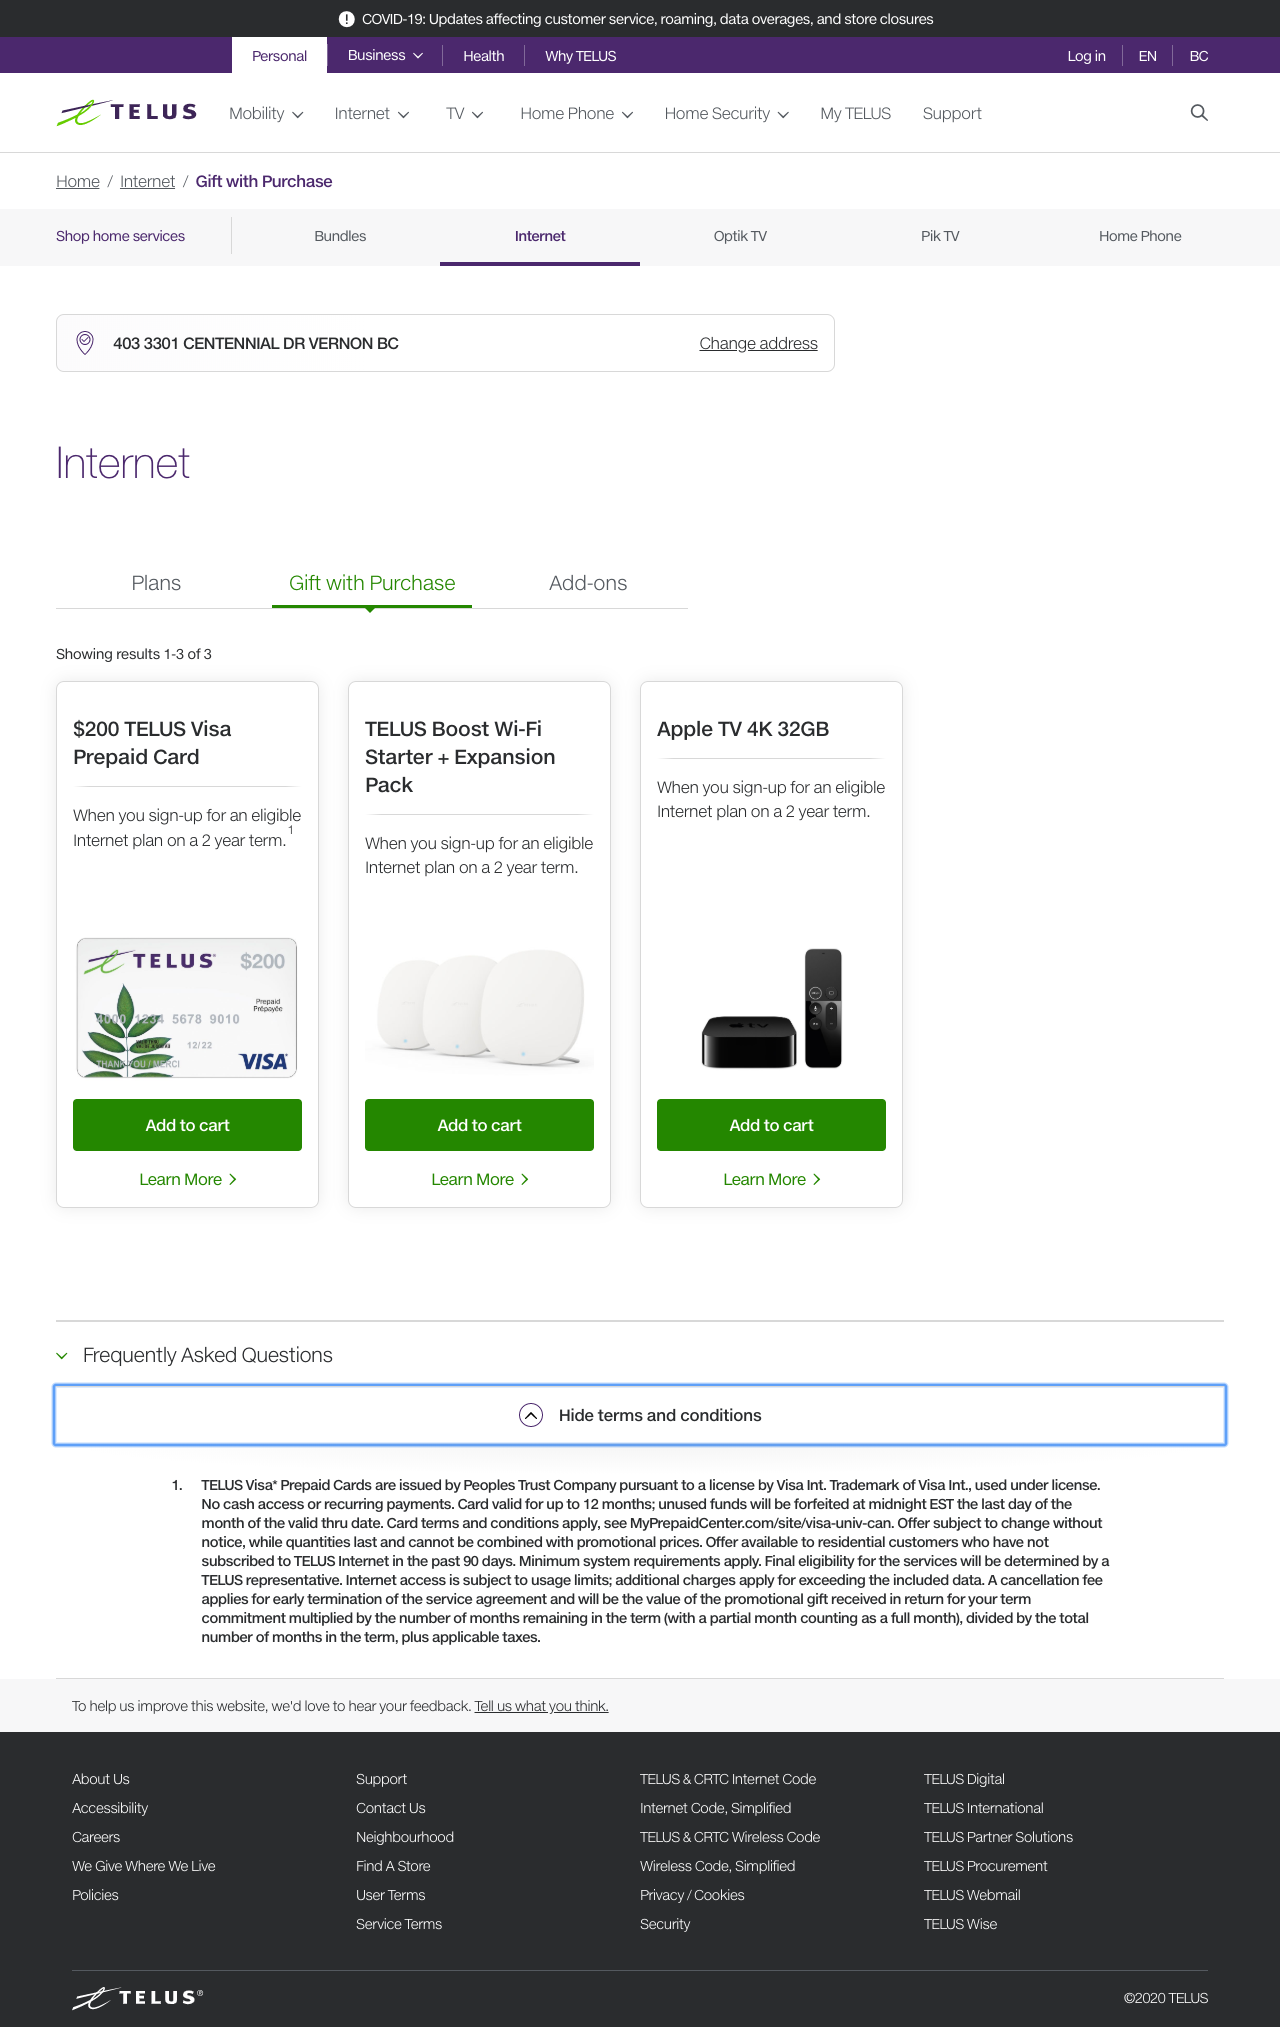 COVID-19: Updates affecting customer service, roaming, data overages, and store closures
Personal Business Health Why TELUS Log in EN BC
TELUS Mobility Internet TV Home Phone Home Security My TELUS Support
Home / Internet / Gift with Purchase
Shop home services Bundles Internet Optik TV Pik TV Home Phone
403 3301 CENTENNIAL DR VERNON BC Change address
Internet
Plans Gift with Purchase Add-ons
Showing results 1-3 of 3
$200 TELUS Visa
Prepaid Card
When you sign-up for an eligible
Internet plan on a 2 year term.1
TELUS $200
Prepaid
Prépayée
4000 1234 5678 9010
12/22
THANK YOU / MERCI
VISA
Add to cart
Learn More
TELUS Boost Wi-Fi
Starter + Expansion
Pack
When you sign-up for an eligible
Internet plan on a 2 year term.
Add to cart
Learn More
Apple TV 4K 32GB
When you sign-up for an eligible
Internet plan on a 2 year term.
tv
Add to cart
Learn More
Frequently Asked Questions
Hide terms and conditions
1. TELUS Visa* Prepaid Cards are issued by Peoples Trust Company pursuant to a license by Visa Int. Trademark of Visa Int., used under license.
No cash access or recurring payments. Card valid for up to 12 months; unused funds will be forfeited at midnight EST the last day of the
month of the valid thru date. Card terms and conditions apply, see MyPrepaidCenter.com/site/visa-univ-can. Offer subject to change without
notice, while quantities last and cannot be combined with promotional prices. Offer available to residential customers who have not
subscribed to TELUS Internet in the past 90 days. Minimum system requirements apply. Final eligibility for the services will be determined by a
TELUS representative. Internet access is subject to usage limits; additional charges apply for exceeding the included data. A cancellation fee
applies for early termination of the service agreement and will be the value of the promotional gift received in return for your term
commitment multiplied by the number of months remaining in the term (with a partial month counting as a full month), divided by the total
number of months in the term, plus applicable taxes.
To help us improve this website, we'd love to hear your feedback. Tell us what you think.
About Us Support TELUS & CRTC Internet Code TELUS Digital
Accessibility Contact Us Internet Code, Simplified TELUS International
Careers Neighbourhood TELUS & CRTC Wireless Code TELUS Partner Solutions
We Give Where We Live Find A Store Wireless Code, Simplified TELUS Procurement
Policies User Terms Privacy / Cookies TELUS Webmail
Service Terms Security TELUS Wise
TELUS® ©2020 TELUS